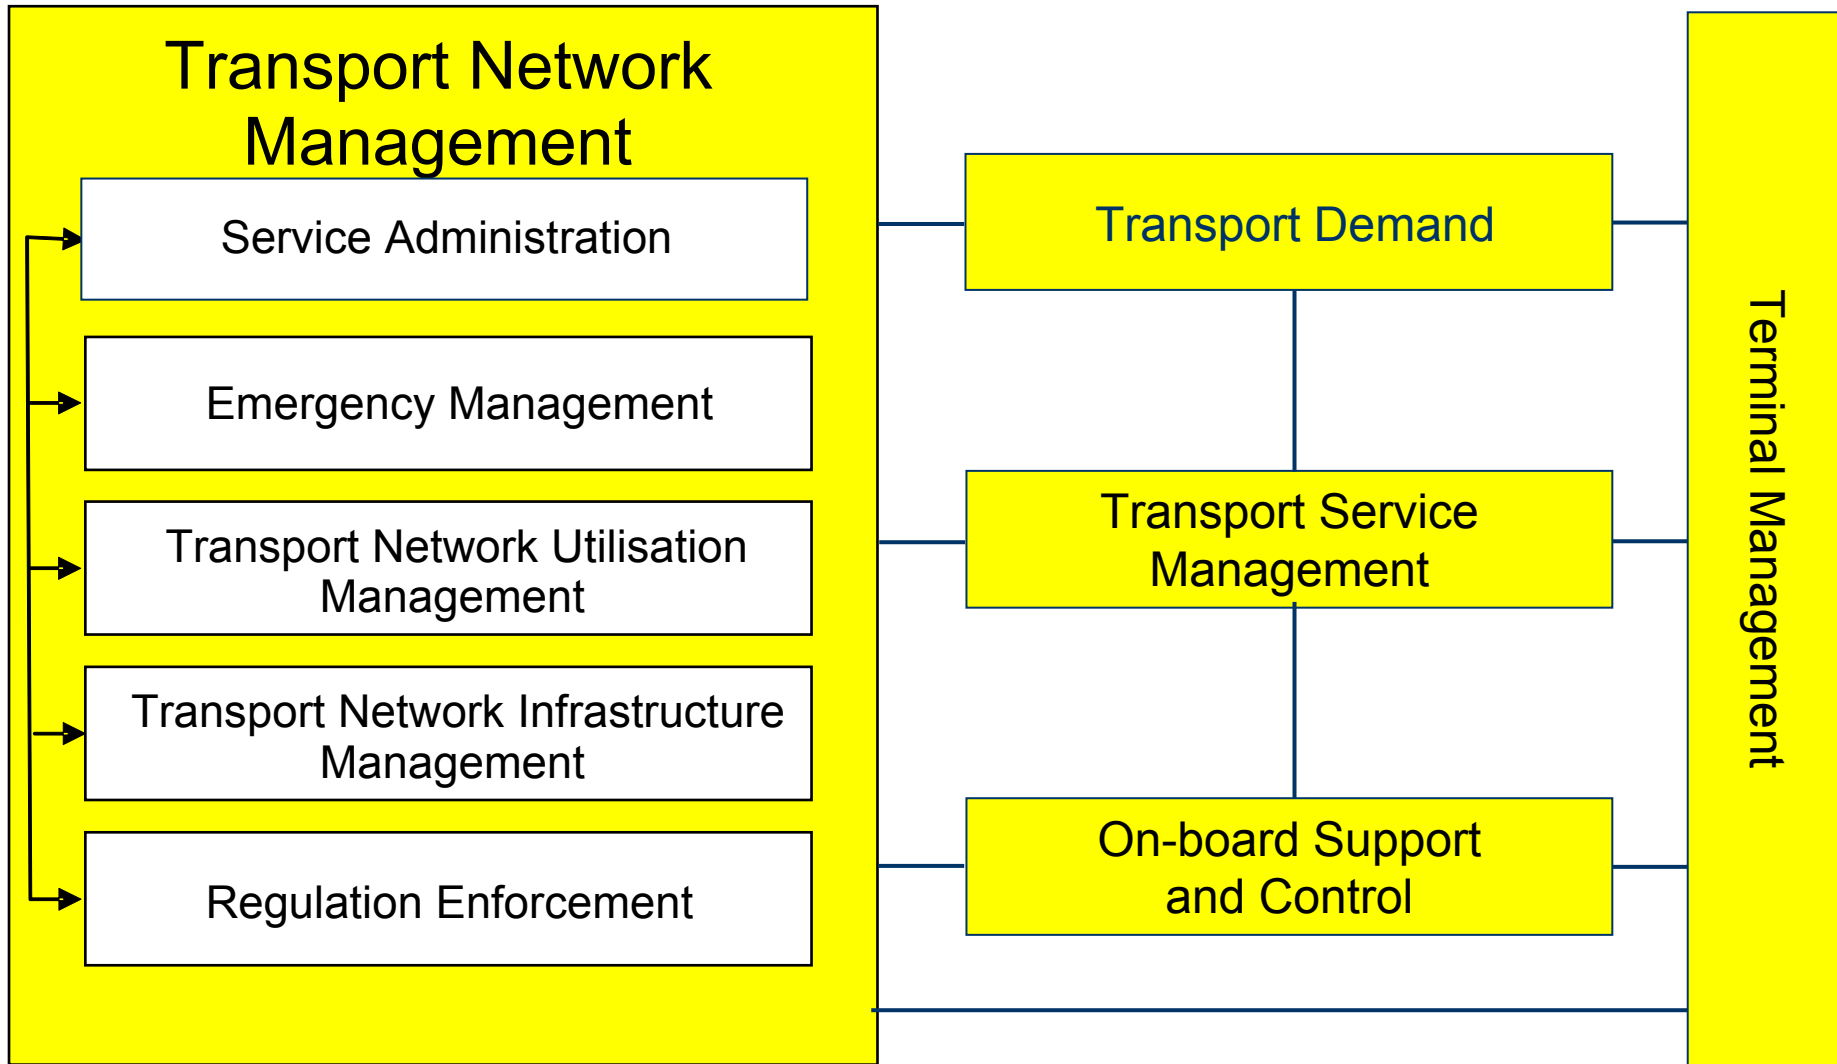 Transport Network
Management
Service Administration
Emergency Management
Transport Network Utilisation
Management
Transport Network Infrastructure
Management
Regulation Enforcement
Transport Demand
Transport Service
Management
On-board Support
and Control
Terminal Management